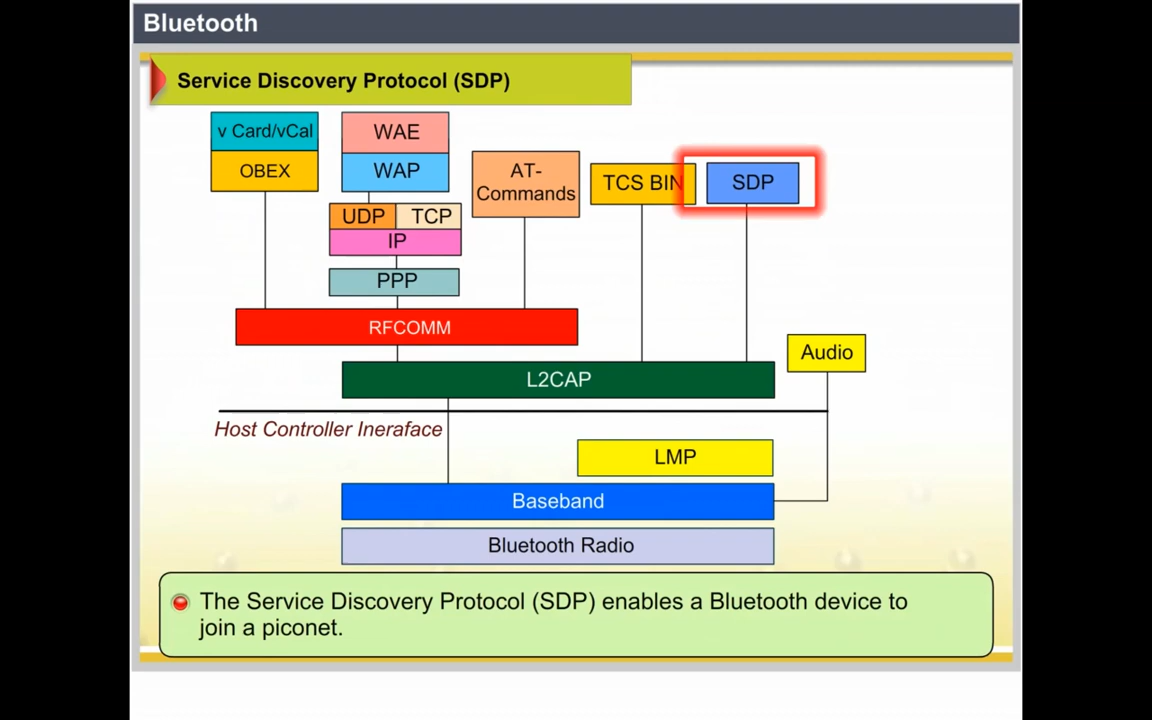 Bluetooth
Service Discovery Protocol (SDP)
v Card/vCal
OBEX
WAE
WAP
UDP TCP
IP
PPP
AT-
Commands
TCS BIN
SDP
RFCOMM
L2CAP
Audio
Host Controller Ineraface
LMP
Baseband
Bluetooth Radio
The Service Discovery Protocol (SDP) enables a Bluetooth device to
join a piconet.